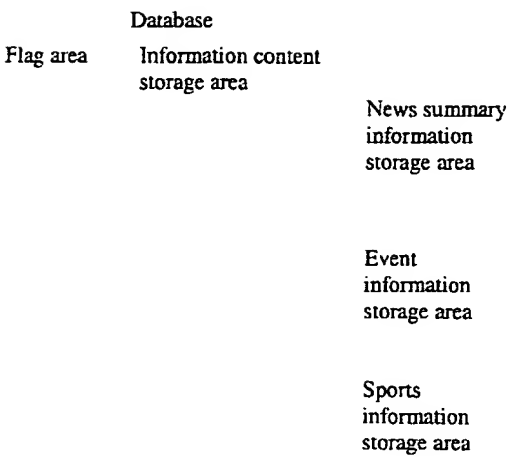 Database
Flag area
Information content
storage area
News summary
information
storage area
Event
information
storage area
Sports
information
storage area